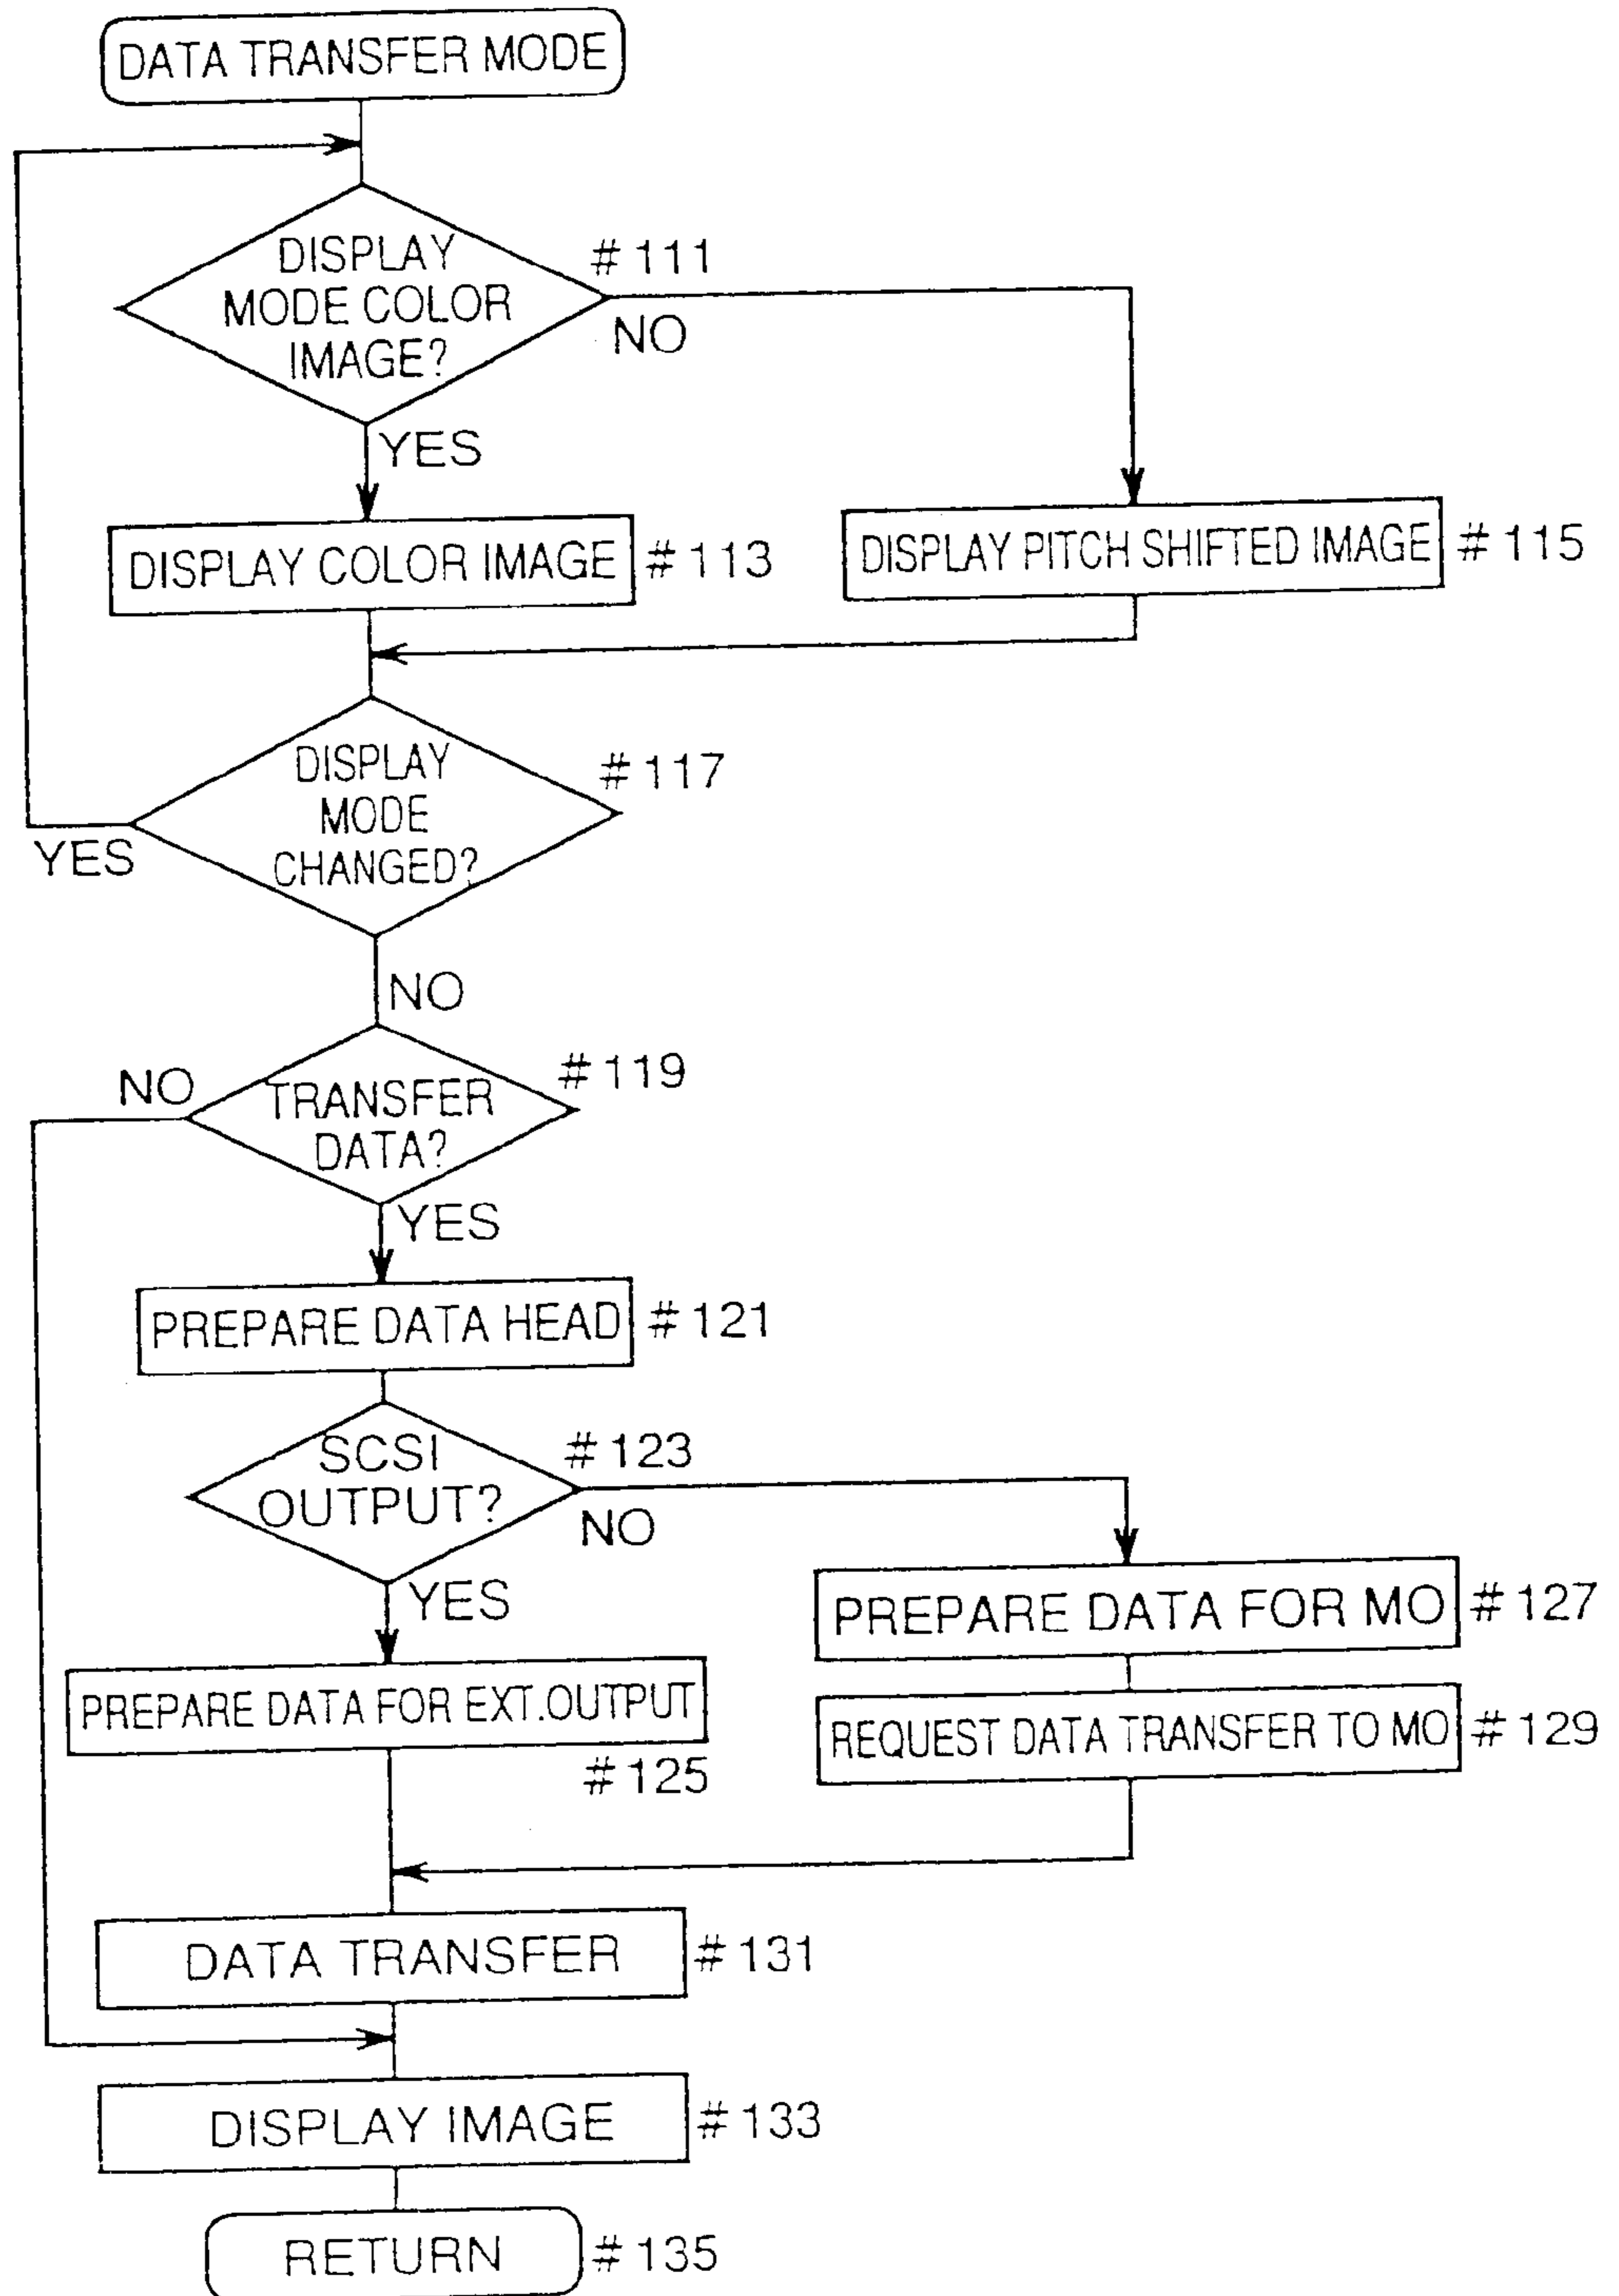 DATA TRANSFER MODE
DISPLAY
MODE COLOR
IMAGE?
# 111
NO
YES
DISPLAY COLOR IMAGE
# 113
DISPLAY PITCH SHIFTED IMAGE
# 115
DISPLAY
MODE
CHANGED?
# 117
YES
NO
TRANSFER
DATA?
# 119
NO
YES
PREPARE DATA HEAD
# 121
SCSI
OUTPUT?
# 123
NO
YES
PREPARE DATA FOR MO
# 127
PREPARE DATA FOR EXT.OUTPUT
# 125
REQUEST DATA TRANSFER TO MO
# 129
DATA TRANSFER
# 131
DISPLAY IMAGE
# 133
RETURN
# 135